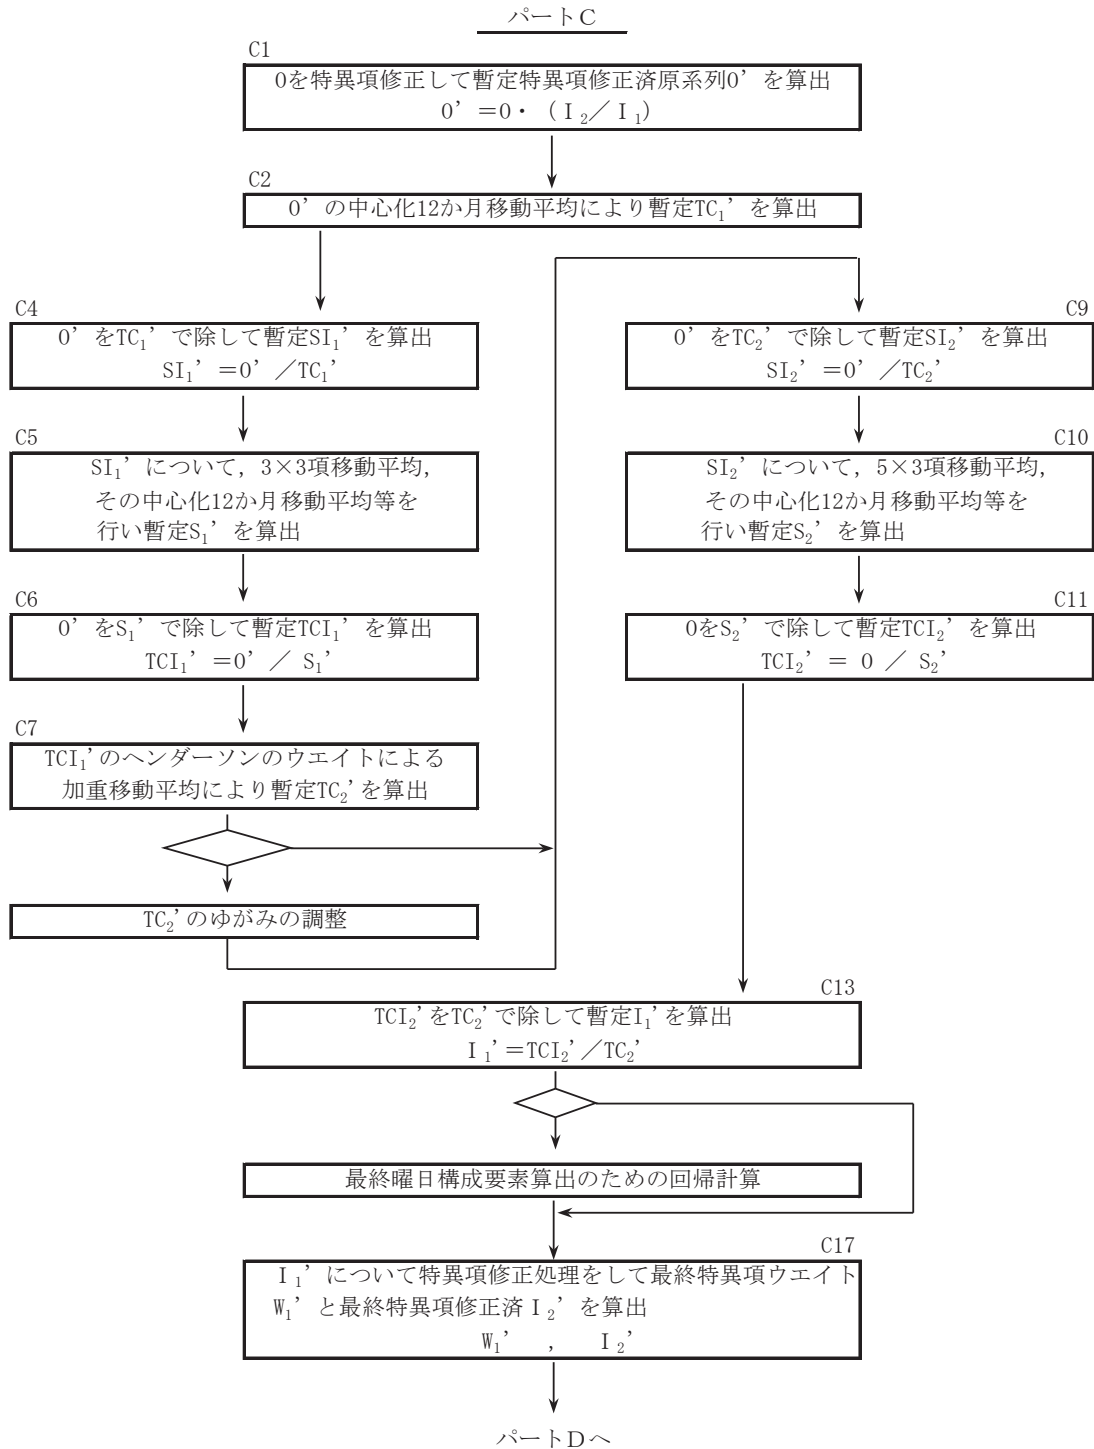 パートC
C1
0を特異項修正して暫定特異項修正済原系列0’を算出
0’＝0・（Ｉ₂／Ｉ₁）
C2
0’の中心化12か月移動平均により暫定TC₁’を算出
C4
0’をTC₁’で除して暫定SI₁’を算出
SI₁’＝0’／TC₁’
C5
SI₁’について，3×3項移動平均，
その中心化12か月移動平均等を
行い暫定S₁’を算出
C6
0’をS₁’で除して暫定TCI₁’を算出
TCI₁’＝0’／ S₁’
C7
TCI₁’のヘンダーソンのウエイトによる
加重移動平均により暫定TC₂’を算出
TC₂’のゆがみの調整
C9
0’をTC₂’で除して暫定SI₂’を算出
SI₂’＝0’／TC₂’
C10
SI₂’について，5×3項移動平均，
その中心化12か月移動平均等を
行い暫定S₂’を算出
C11
0をS₂’で除して暫定TCI₂’を算出
TCI₂’＝ 0 ／ S₂’
C13
TCI₂’をTC₂’で除して暫定I₁’を算出
Ｉ₁’＝TCI₂’／TC₂’
最終曜日構成要素算出のための回帰計算
C17
Ｉ₁’について特異項修正処理をして最終特異項ウエイト
W₁’と最終特異項修正済Ｉ₂’を算出
W₁’ ， Ｉ₂’
パートDへ